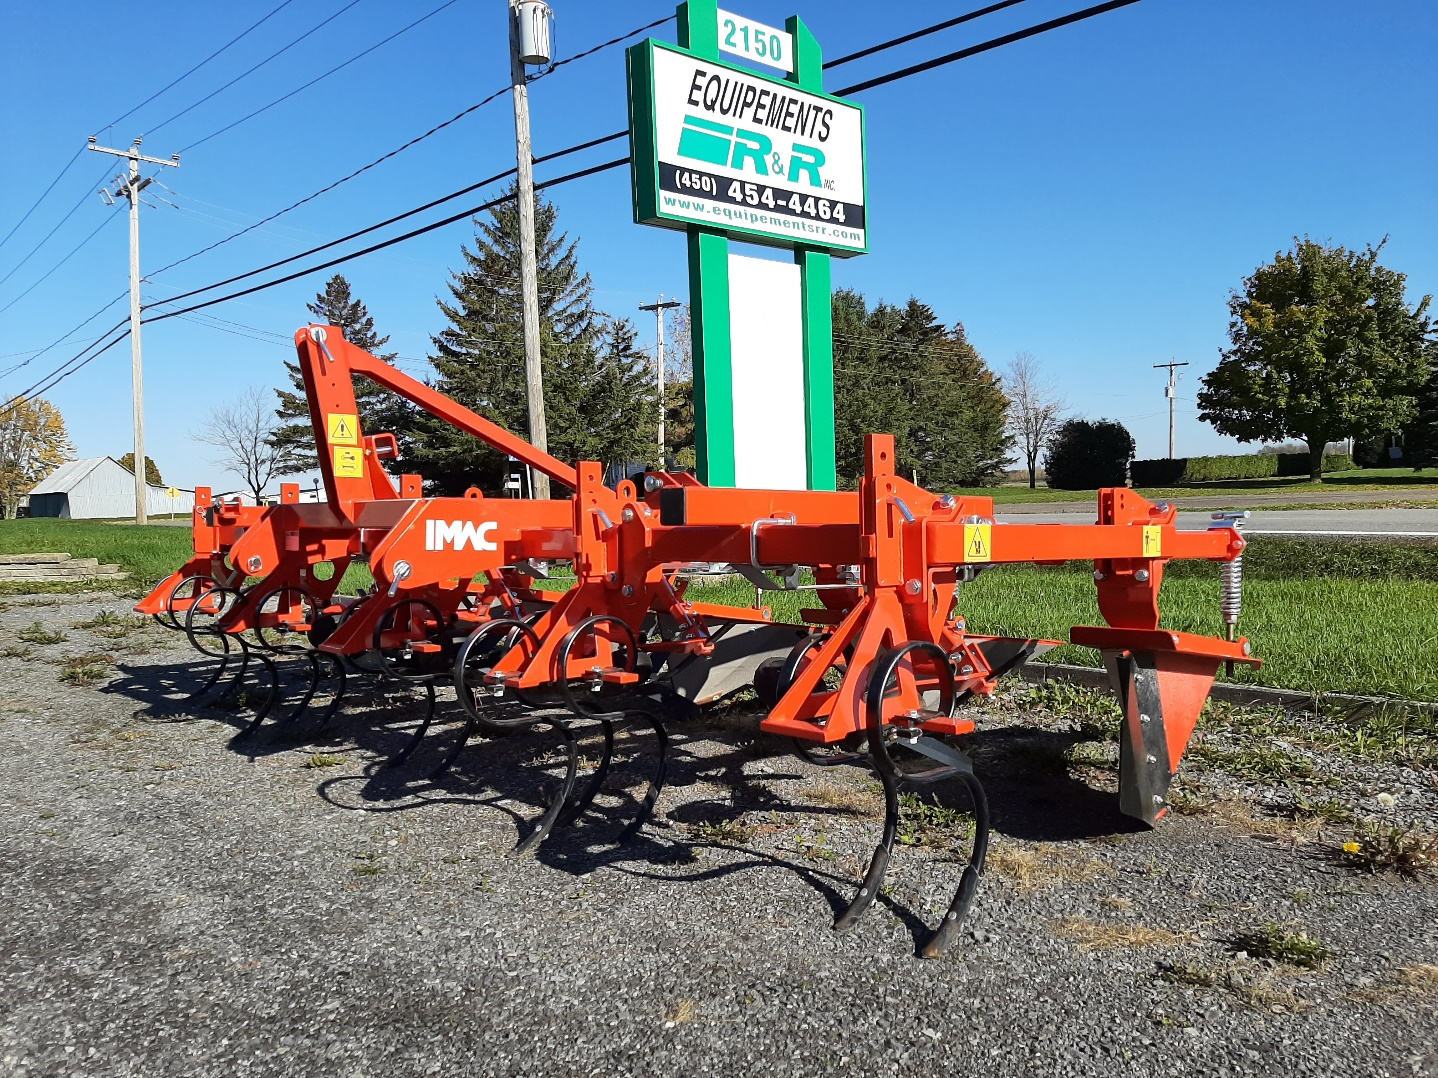 2150
EQUIPEMENTS
R&R INC.
(450) 454-4464
www.equipementsrr.com
IMAC